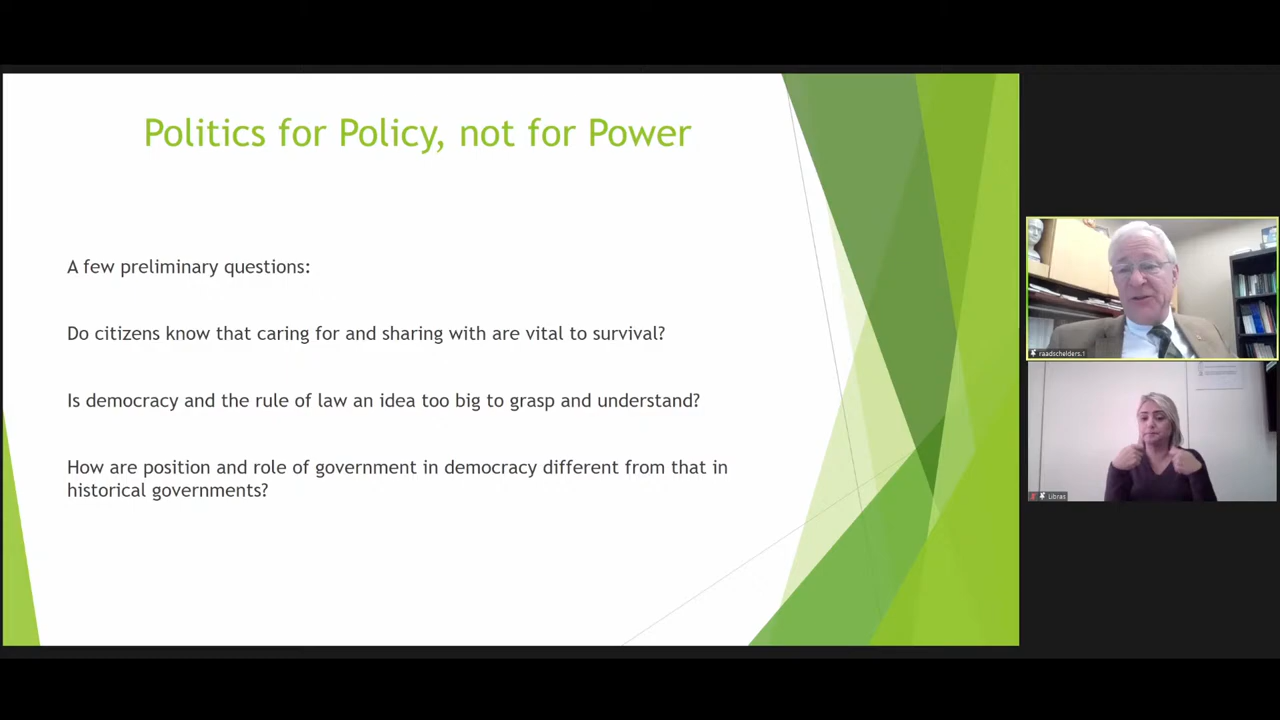 Politics for Policy, not for Power
A few preliminary questions:
Do citizens know that caring for and sharing with are vital to survival?
Is democracy and the rule of law an idea too big to grasp and understand?
How are position and role of government in democracy different from that in
historical governments?
raadschelders.1
Libras